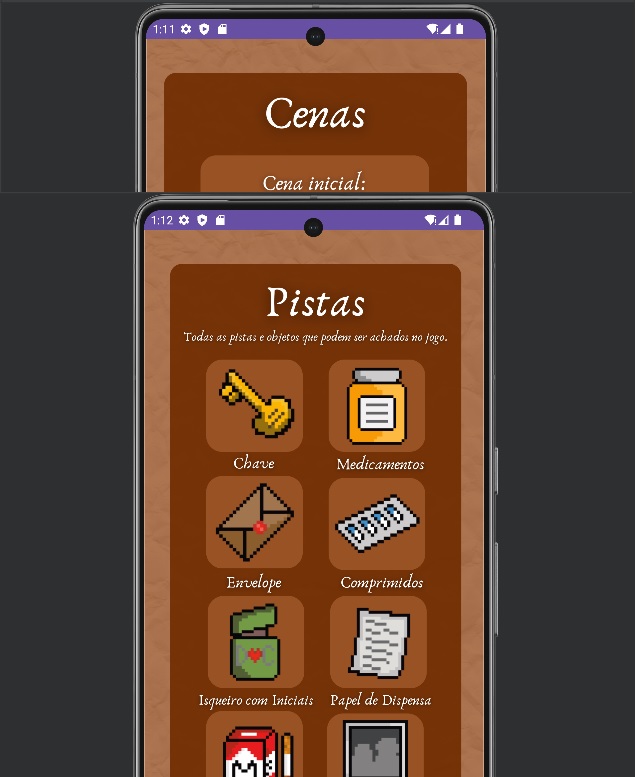 1:11
Cenas
Cena inicial:
1:12
Pistas
Todas as pistas e objetos que podem ser achados no jogo.
Chave
Medicamentos
Envelope
Comprimidos
Isqueiro com Iniciais
Papel de Dispensa